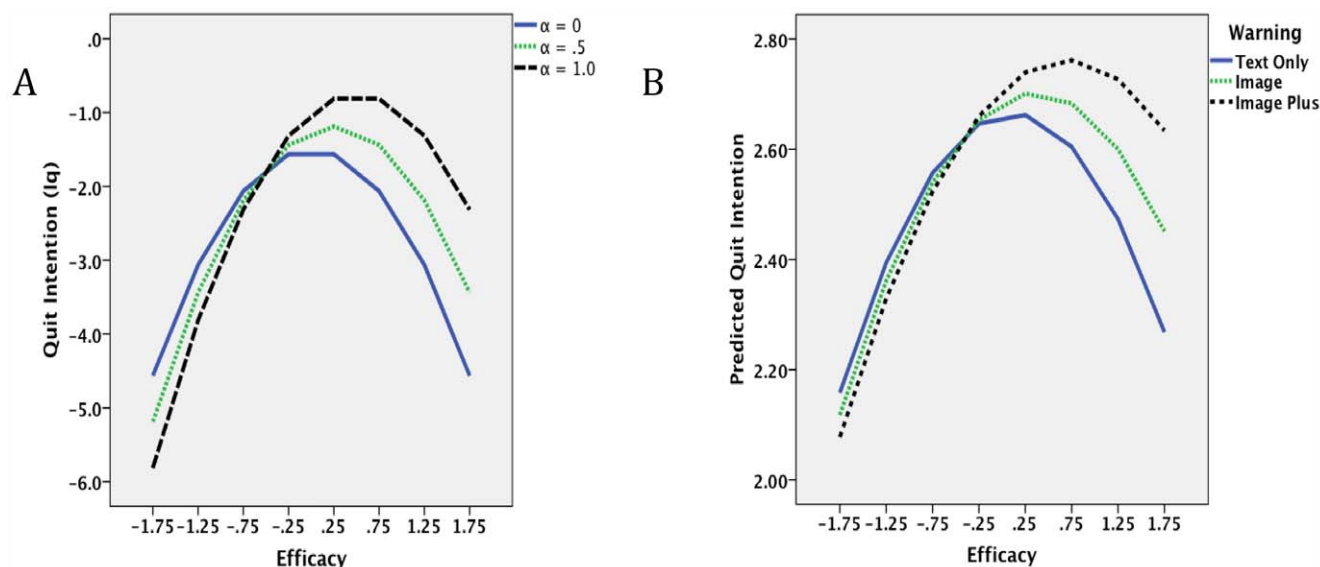 A
α = 0
α = .5
α = 1.0
.0
-1.0
-2.0
-3.0
-4.0
-5.0
-6.0
Quit Intention (Iq)
-1.75 -1.25 -.75 -.25 .25 .75 1.25 1.75
Efficacy
B
Warning
Text Only
Image
Image Plus
2.80
2.60
2.40
2.20
2.00
Predicted Quit Intention
-1.75 -1.25 -.75 -.25 .25 .75 1.25 1.75
Efficacy